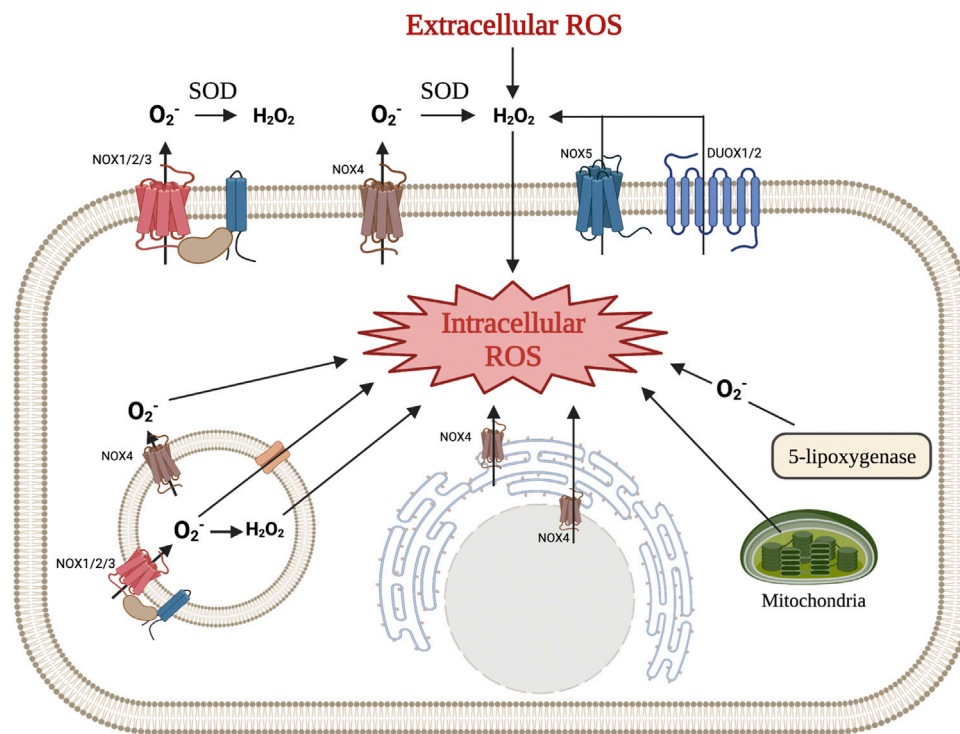 Extracellular ROS
SOD
SOD
O₂⁻
H₂O₂
O₂⁻
H₂O₂
NOX1/2/3
NOX4
NOX5
DUOX1/2
Intracellular
ROS
O₂⁻
O₂⁻
NOX4
NOX4
5-lipoxygenase
O₂⁻
H₂O₂
NOX4
NOX1/2/3
Mitochondria